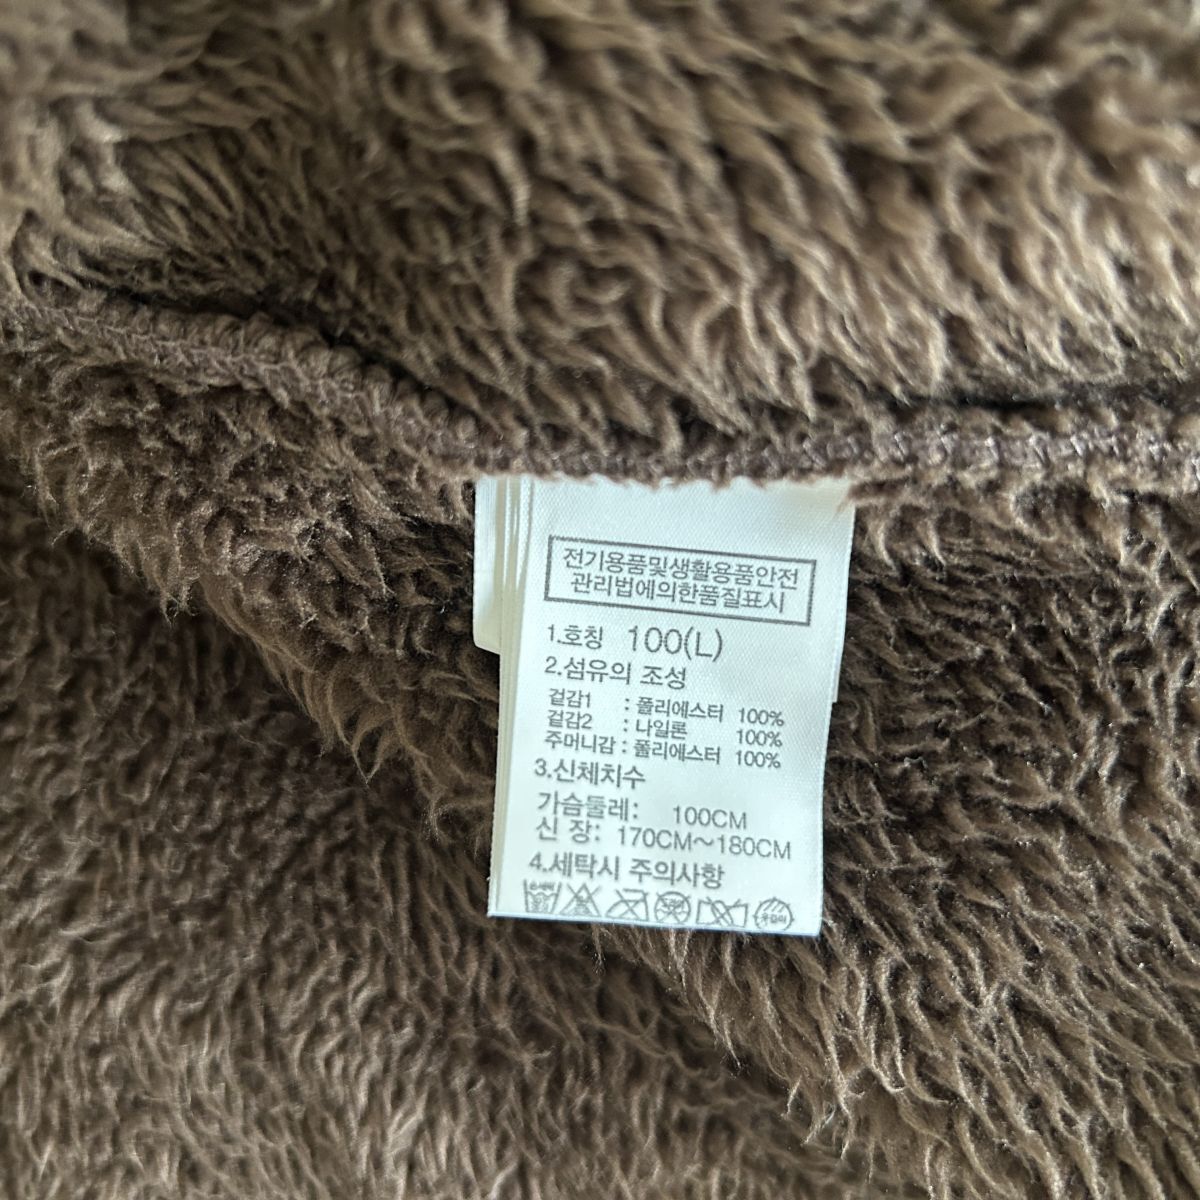 전기용품및생활용품안전
관리법에의한품질표시
1.호칭 100(L)
2.섬유의 조성
겉감1 : 폴리에스터 100%
겉감2 : 나일론 100%
주머니감 : 폴리에스터 100%
3.신체치수
가슴둘레: 100CM
신 장: 170CM~180CM
4.세탁시 주의사항